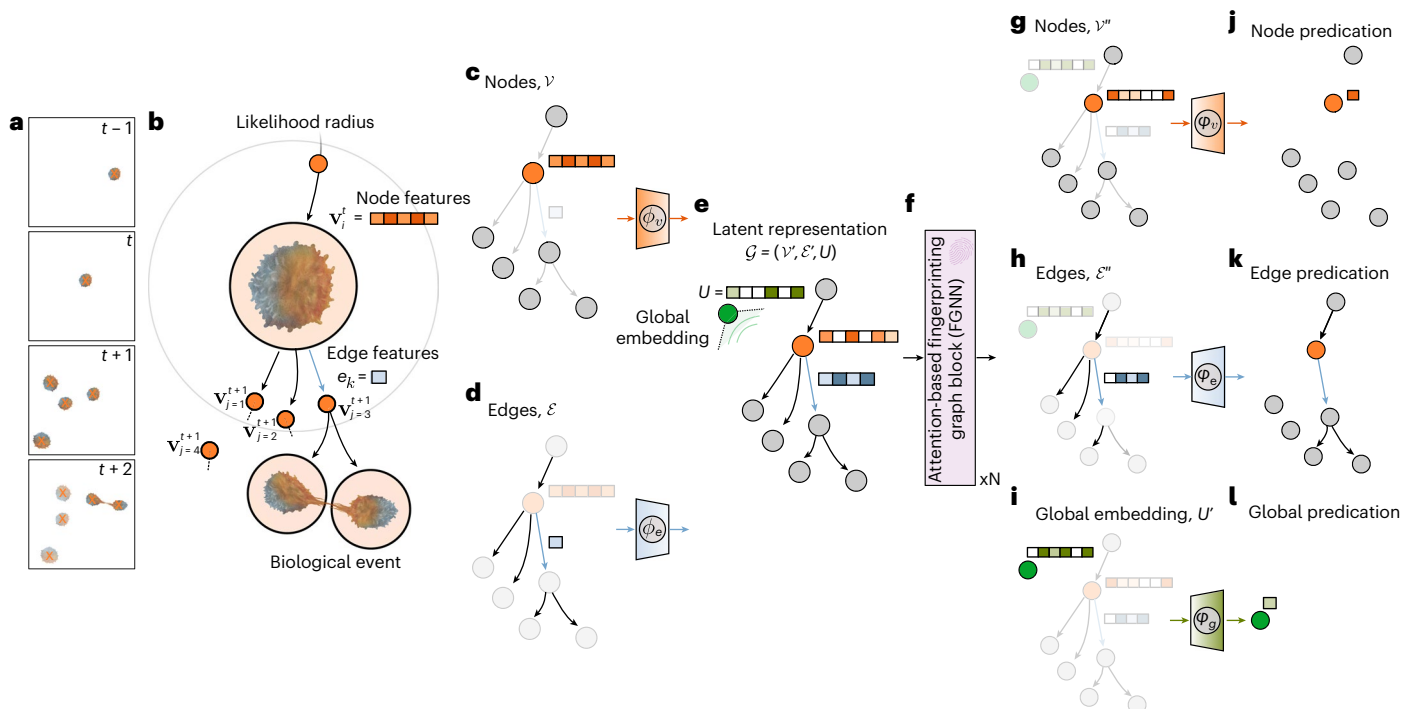 a
t − 1
t
t + 1
t + 2
b
Likelihood radius
Node features
v_i^t =
Edge features
e_k =
v_{j=1}^{t+1}
v_{j=2}^{t+1}
v_{j=3}^{t+1}
v_{j=4}^{t+1}
Biological event
c
Nodes, 𝒱
ϕ_v
d
Edges, ℰ
ϕ_e
e
Latent representation
𝒢 = (𝒱′, ℰ′, U)
U =
Global
embedding
f
Attention-based fingerprinting
graph block (FGNN)
xN
g
Nodes, 𝒱″
φ_v
h
Edges, ℰ″
φ_e
i
Global embedding, U′
φ_g
j
Node predication
k
Edge predication
l
Global predication